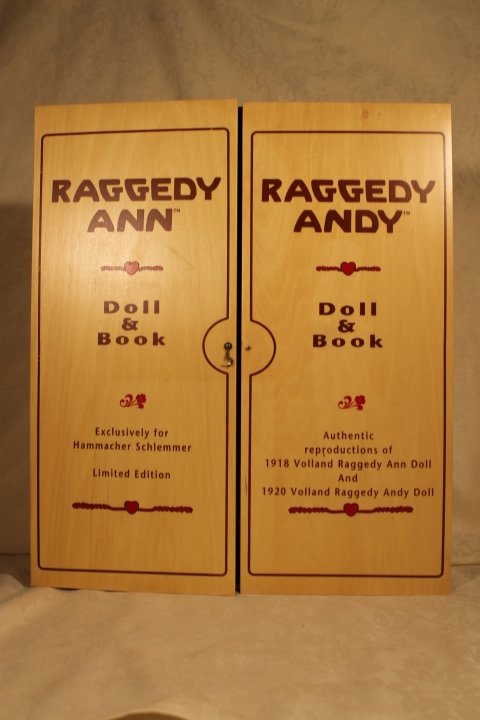 RAGGEDY
ANN™
Doll
&
Book
Exclusively for
Hammacher Schlemmer
Limited Edition
RAGGEDY
ANDY™
Doll
&
Book
Authentic
reproductions of
1918 Volland Raggedy Ann Doll
And
1920 Volland Raggedy Andy Doll